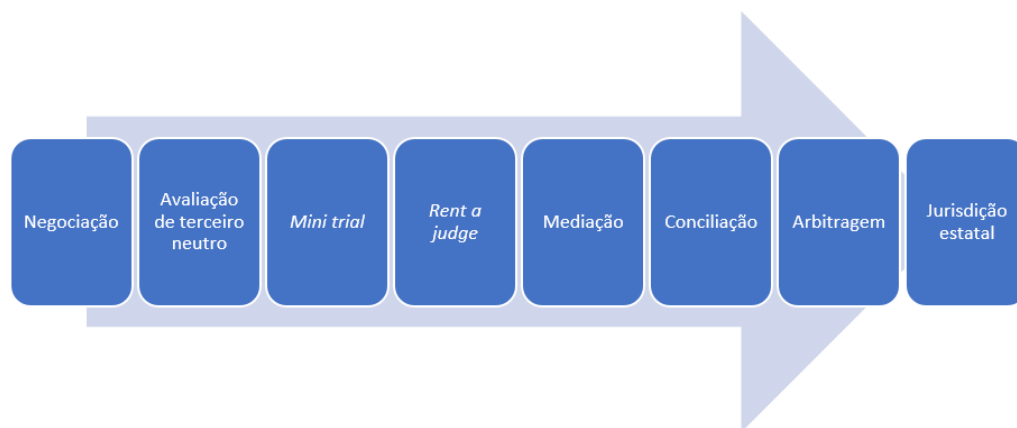 Negociação
Avaliação
de terceiro
neutro
Mini trial
Rent a
judge
Mediação
Conciliação
Arbitragem
Jurisdição
estatal